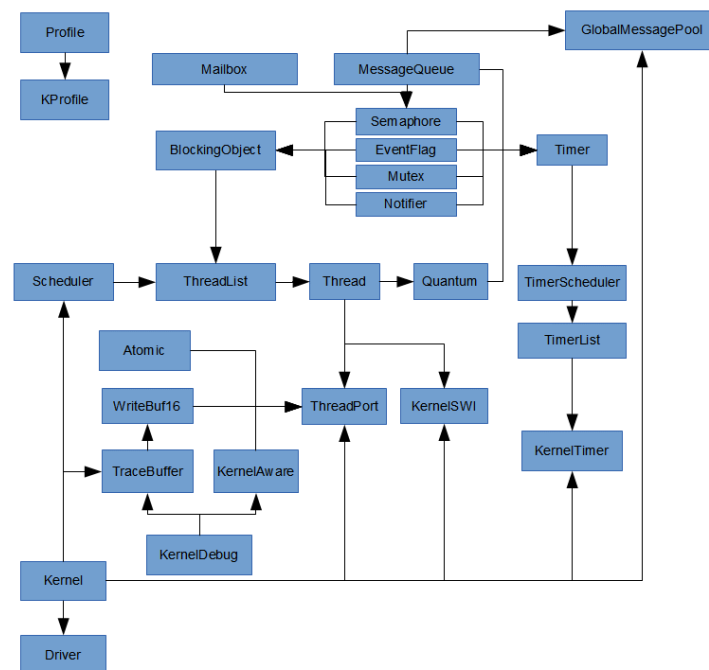 Profile
GlobalMessagePool
Mailbox
MessageQueue
KProfile
Semaphore
BlockingObject
EventFlag
Timer
Mutex
Notifier
Scheduler
ThreadList
Thread
Quantum
TimerScheduler
TimerList
Atomic
WriteBuf16
ThreadPort
KernelSWI
KernelTimer
TraceBuffer
KernelAware
KernelDebug
Kernel
Driver